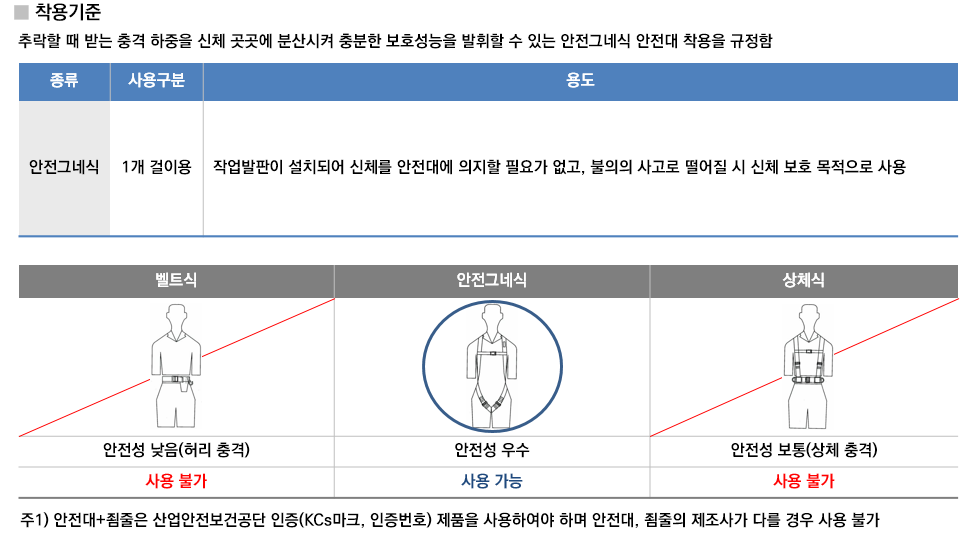 착용기준
추락할 때 받는 충격 하중을 신체 곳곳에 분산시켜 충분한 보호성능을 발휘할 수 있는 안전그네식 안전대 착용을 규정함
종류 사용구분 용도
안전그네식 1개 걸이용 작업발판이 설치되어 신체를 안전대에 의지할 필요가 없고, 불의의 사고로 떨어질 시 신체 보호 목적으로 사용
벨트식 안전그네식 상체식
안전성 낮음(허리 충격) 안전성 우수 안전성 보통(상체 충격)
사용 불가 사용 가능 사용 불가
주1) 안전대+죔줄은 산업안전보건공단 인증(KCs마크, 인증번호) 제품을 사용하여야 하며 안전대, 죔줄의 제조사가 다를 경우 사용 불가